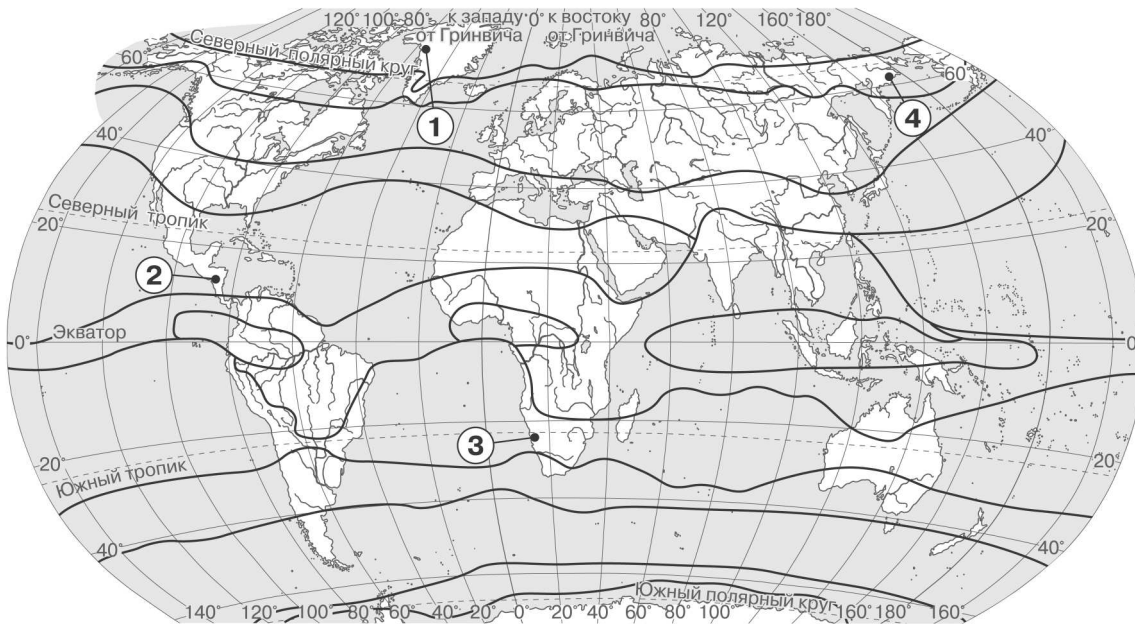 120° 100° 80° к западу 0° к востоку 80° 120° 160° 180°
от Гринвича от Гринвича
Северный полярный круг
60° 60°
4
1
40° 40°
Северный тропик
20° 20°
2
Экватор
0° 0°
3
20° 20°
Южный тропик
40° 40°
Южный полярный круг
140° 120° 100° 80° 60° 40° 20 0 20 40 60 80 100° 160° 180° 160°